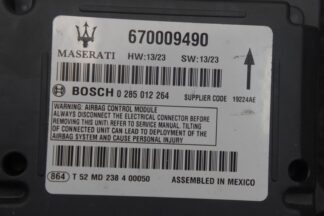 670009490
MASERATI HW:13/23 SW:13/23
BOSCH 0 285 012 264 SUPPLIER CODE 19224AE
WARNING: AIRBAG CONTROL MODULE
ALWAYS DISCONNECT THE ELECTRICAL CONNECTOR BEFORE
REMOVING PART. REFER TO SERVICE MANUAL. TILTING
OF CONNECTED UNIT CAN LEAD TO DEPLOYMENT OF THE
AIRBAG SYSTEM AND CAUSE PERSONAL INJURY
864 T 52 MD 238 4 00050 ASSEMBLED IN MEXICO